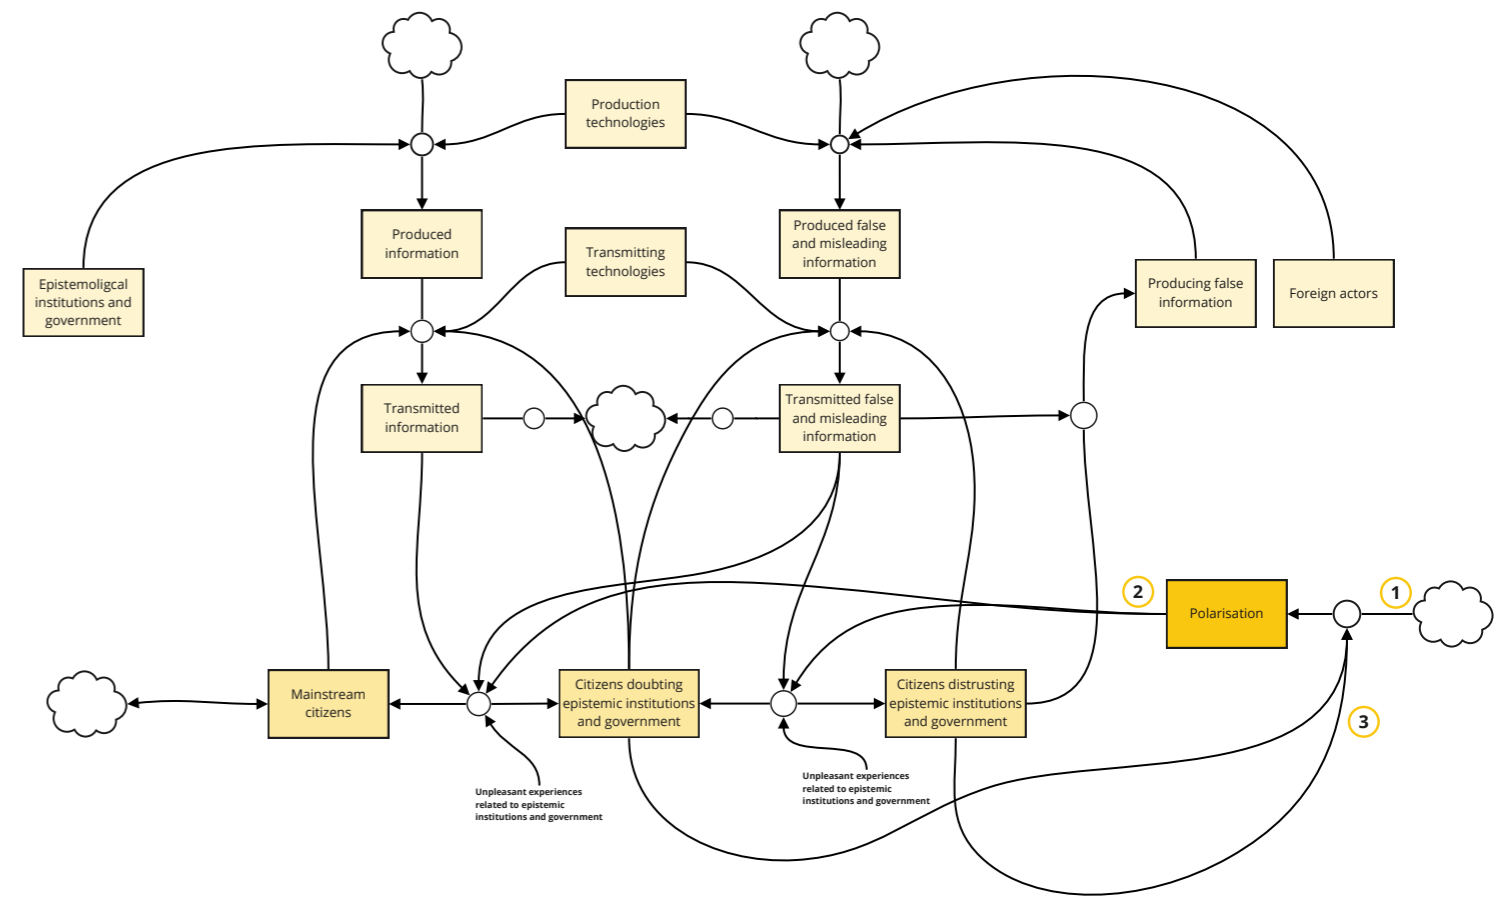 Production
technologies
Produced
information
Transmitting
technologies
Produced false
and misleading
information
Epistemoligcal
institutions and
government
Producing false
information
Foreign actors
Transmitted
information
Transmitted false
and misleading
information
2
1
Polarisation
Mainstream
citizens
Citizens doubting
epistemic institutions
and government
Citizens distrusting
epistemic institutions
and government
3
Unpleasant experiences
related to epistemic
institutions and government
Unpleasant experiences
related to epistemic
institutions and government